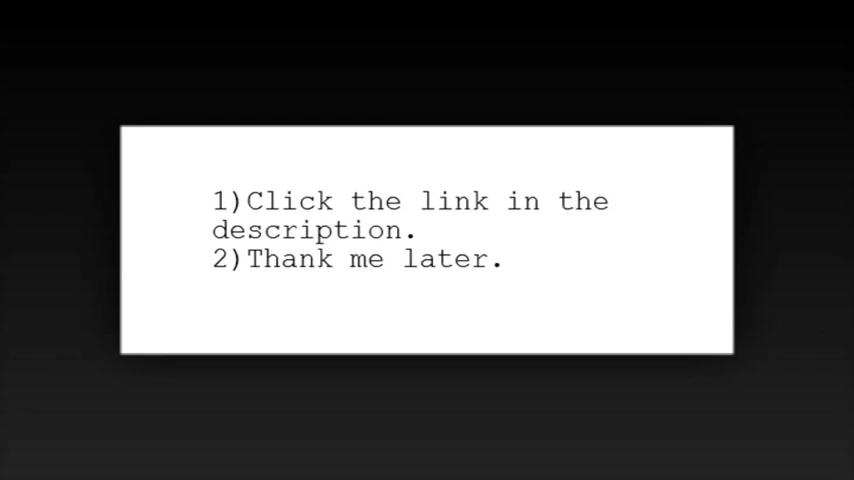 1)Click the link in the
description.
2)Thank me later.